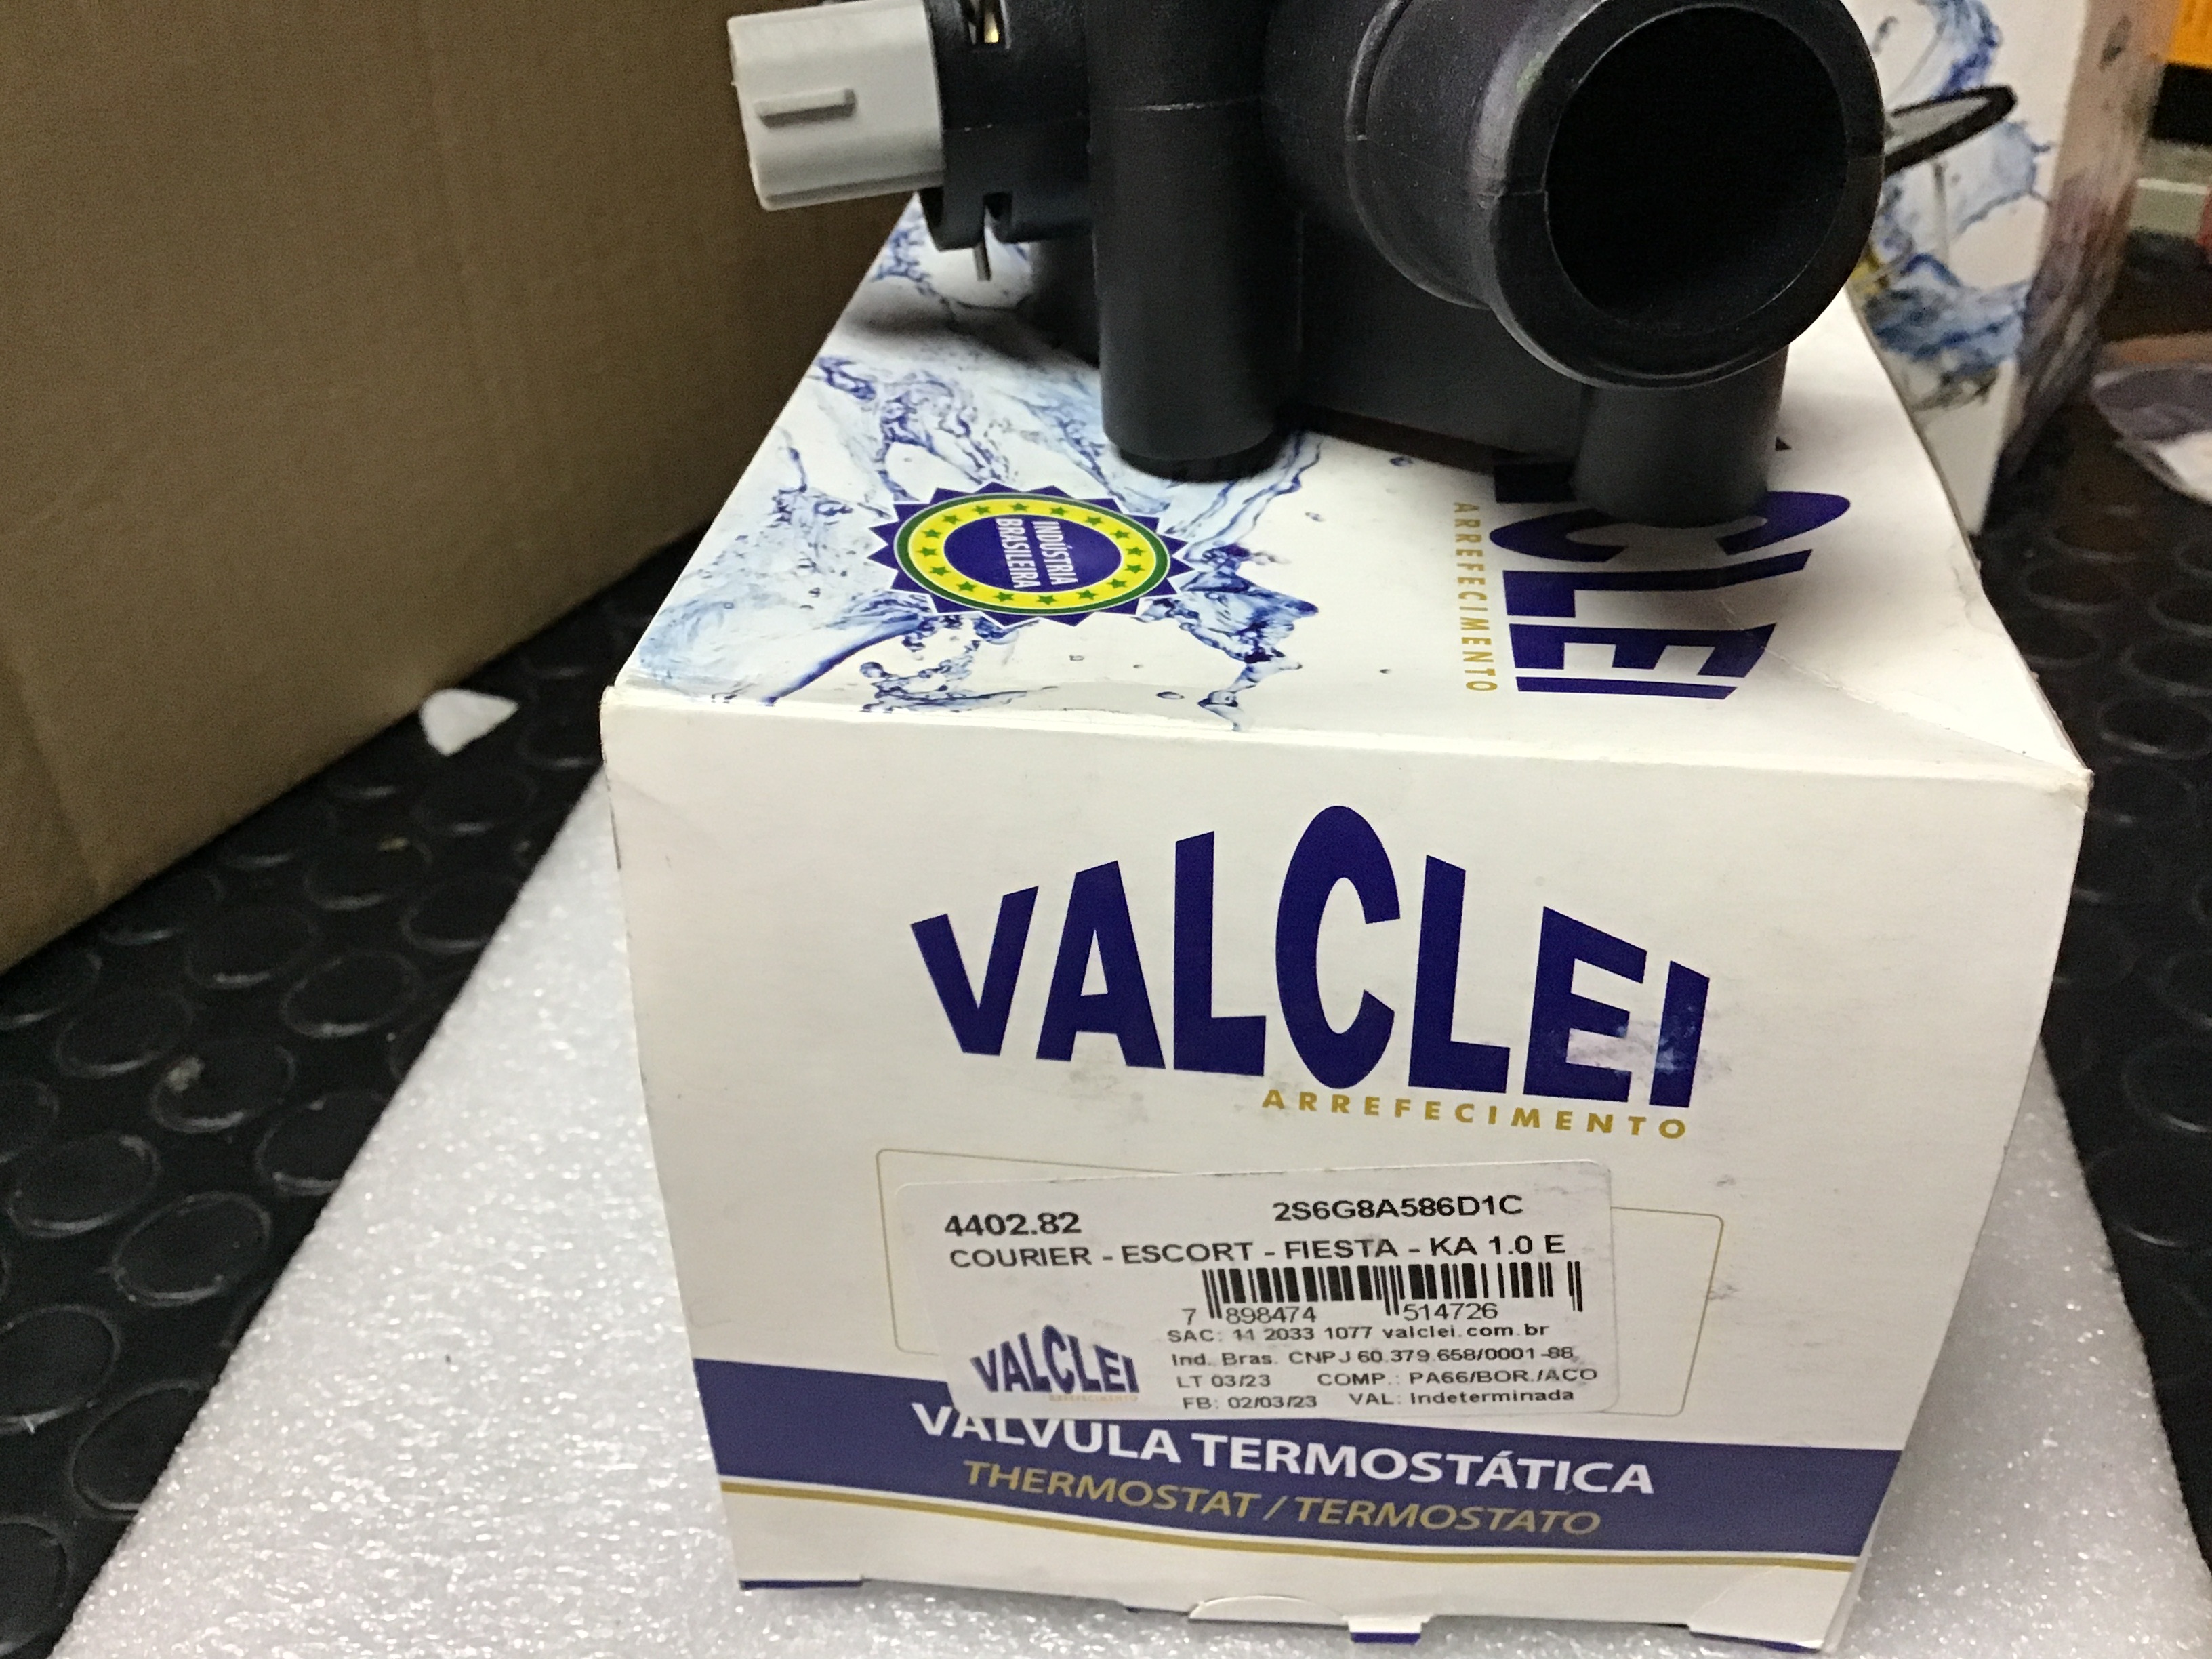 INDÚSTRIA
BRASILEIRA
CLEI
ARREFECIMENTO
VALCLEI
ARREFECIMENTO
4402.82 2S6G8A586D1C
COURIER - ESCORT - FIESTA - KA 1.0 E
7 898474 514726
SAC: 11 2033 1077 valclei.com.br
Ind. Bras. CNPJ 60.379.658/0001-88
VALCLEI
ARREFECIMENTO
LT 03/23 COMP.: PA66/BOR./ACO
FB: 02/03/23 VAL: Indeterminada
VÁLVULA TERMOSTÁTICA
THERMOSTAT / TERMOSTATO